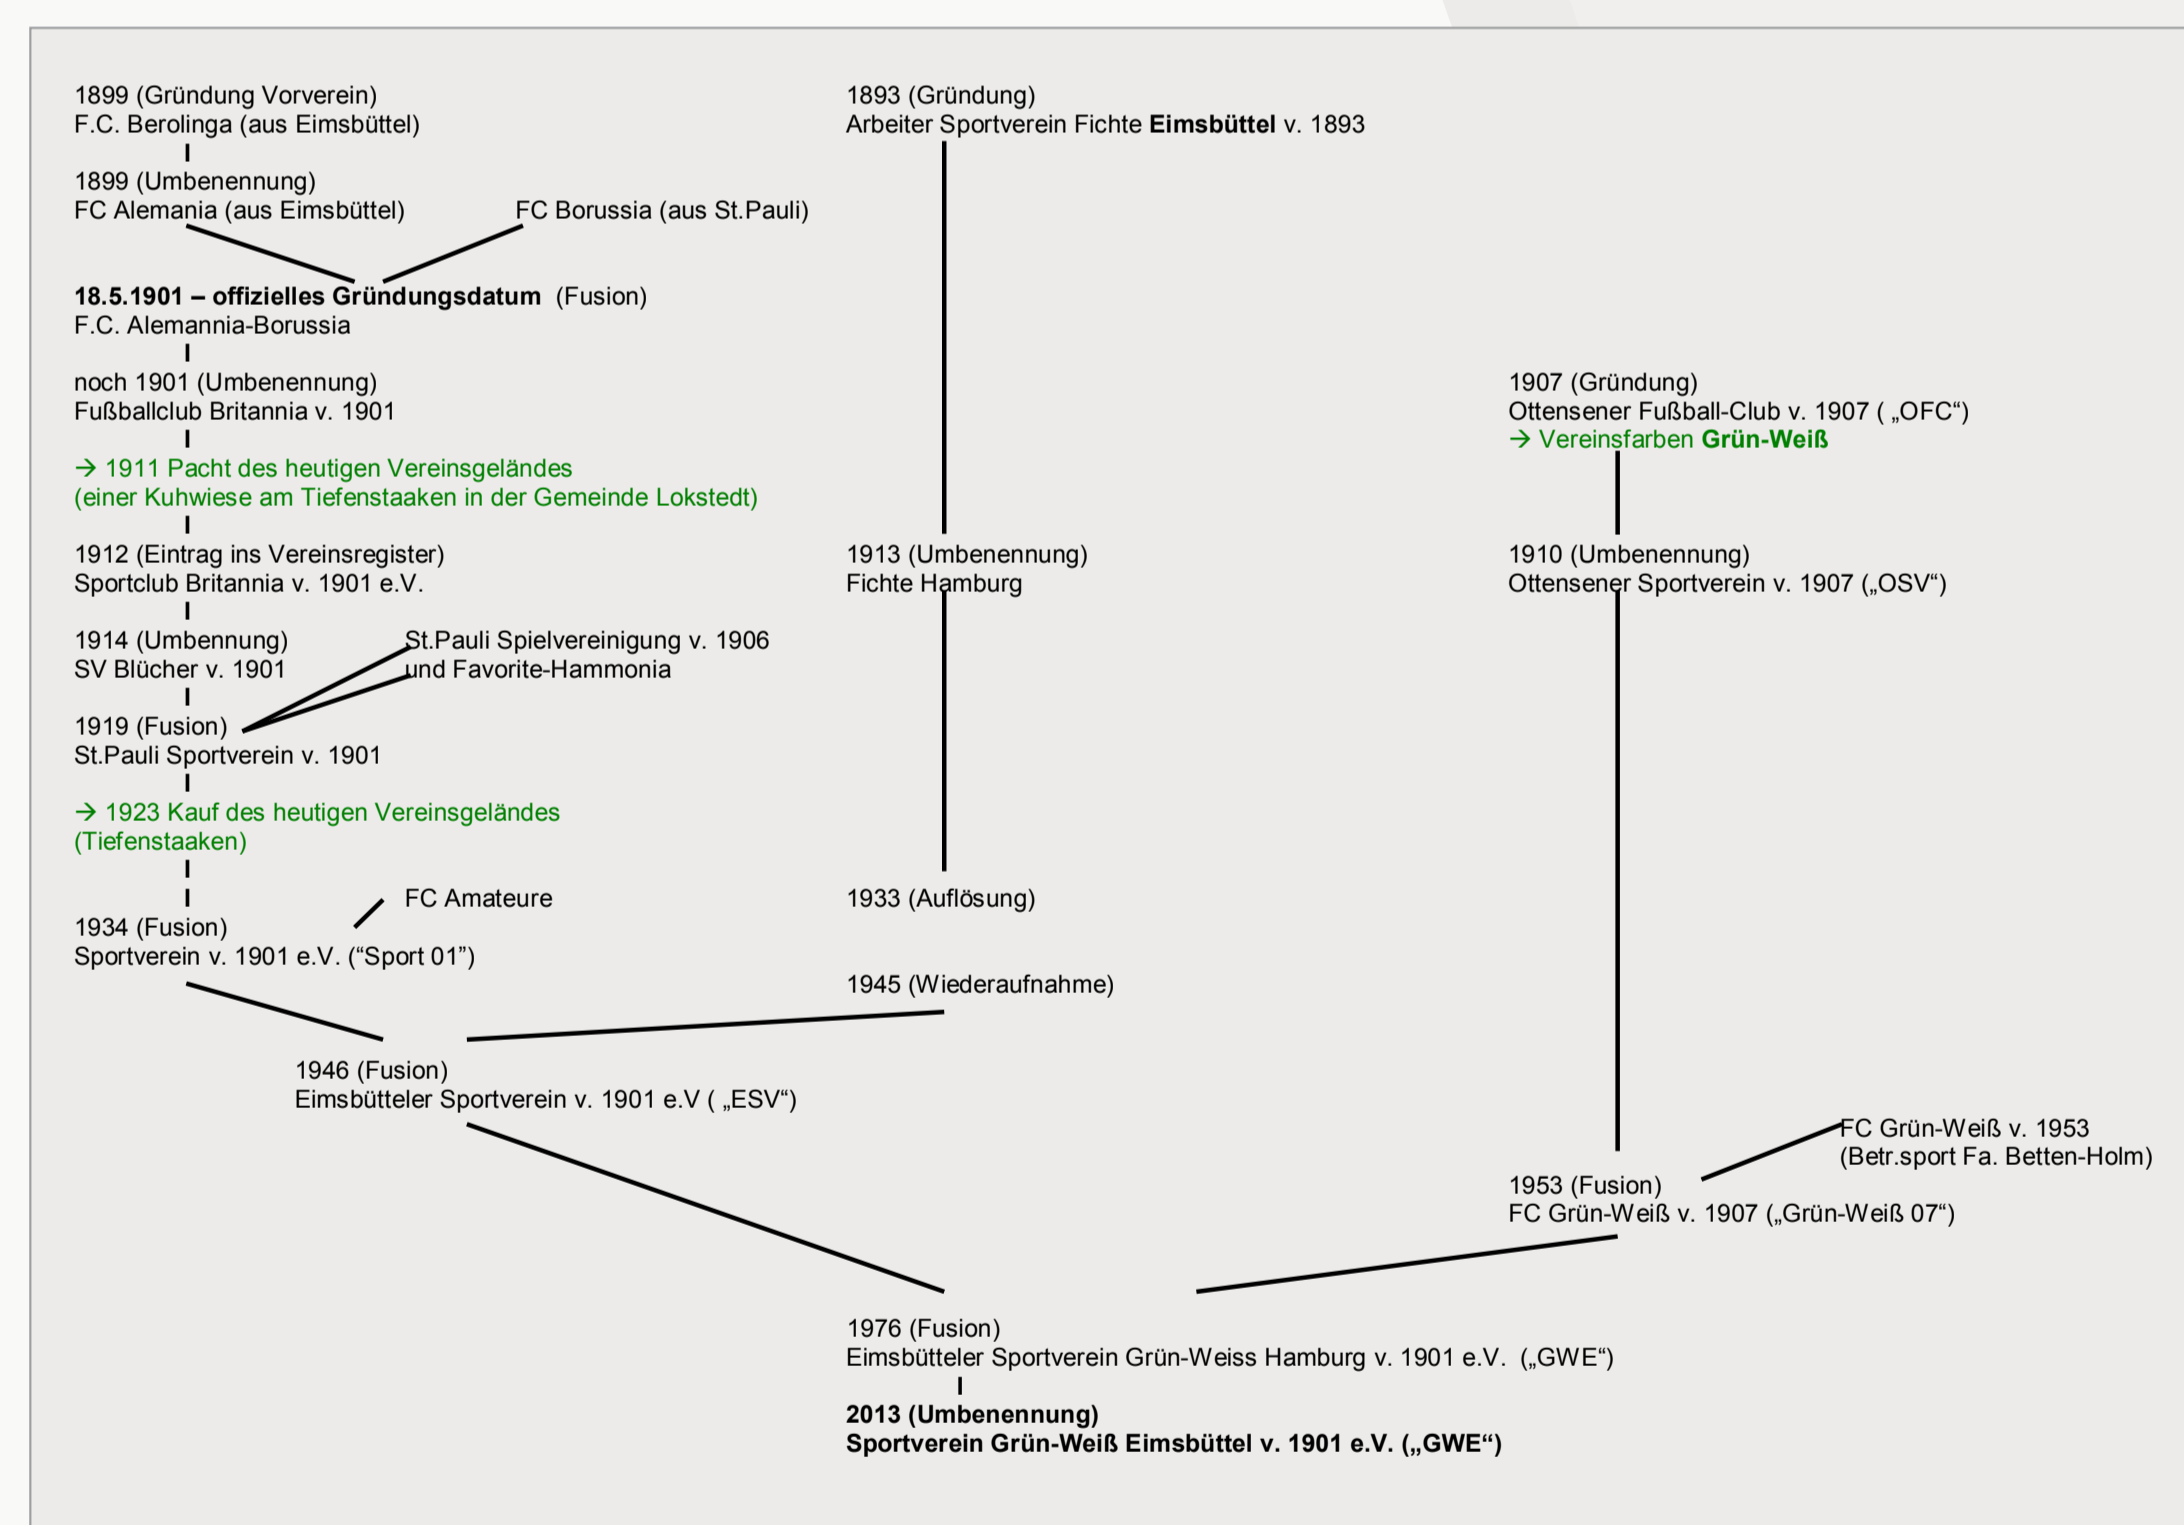 1899 (Gründung Vorverein)
F.C. Berolinga (aus Eimsbüttel)
1899 (Umbenennung)
FC Alemania (aus Eimsbüttel)
FC Borussia (aus St.Pauli)
18.5.1901 – offizielles Gründungsdatum (Fusion)
F.C. Alemannia-Borussia
noch 1901 (Umbenennung)
Fußballclub Britannia v. 1901
→ 1911 Pacht des heutigen Vereinsgeländes
(einer Kuhwiese am Tiefenstaaken in der Gemeinde Lokstedt)
1912 (Eintrag ins Vereinsregister)
Sportclub Britannia v. 1901 e.V.
1914 (Umbennung)
SV Blücher v. 1901
St.Pauli Spielvereinigung v. 1906
und Favorite-Hammonia
1919 (Fusion)
St.Pauli Sportverein v. 1901
→ 1923 Kauf des heutigen Vereinsgeländes
(Tiefenstaaken)
FC Amateure
1934 (Fusion)
Sportverein v. 1901 e.V. (“Sport 01”)
1893 (Gründung)
Arbeiter Sportverein Fichte Eimsbüttel v. 1893
1913 (Umbenennung)
Fichte Hamburg
1933 (Auflösung)
1945 (Wiederaufnahme)
1946 (Fusion)
Eimsbütteler Sportverein v. 1901 e.V ( „ESV“)
1907 (Gründung)
Ottensener Fußball-Club v. 1907 ( „OFC“)
→ Vereinsfarben Grün-Weiß
1910 (Umbenennung)
Ottensener Sportverein v. 1907 („OSV“)
FC Grün-Weiß v. 1953
(Betr.sport Fa. Betten-Holm)
1953 (Fusion)
FC Grün-Weiß v. 1907 („Grün-Weiß 07“)
1976 (Fusion)
Eimsbütteler Sportverein Grün-Weiss Hamburg v. 1901 e.V. („GWE“)
2013 (Umbenennung)
Sportverein Grün-Weiß Eimsbüttel v. 1901 e.V. („GWE“)